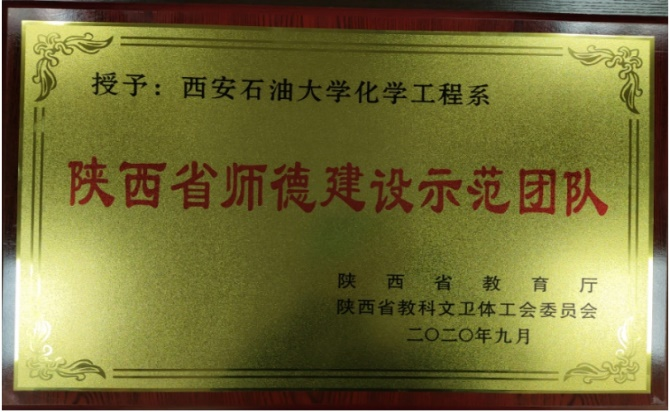 授予：西安石油大学化学工程系
陕西省师德建设示范团队
陕西省教育厅
陕西省教科文卫体工会委员会
二〇二〇年九月